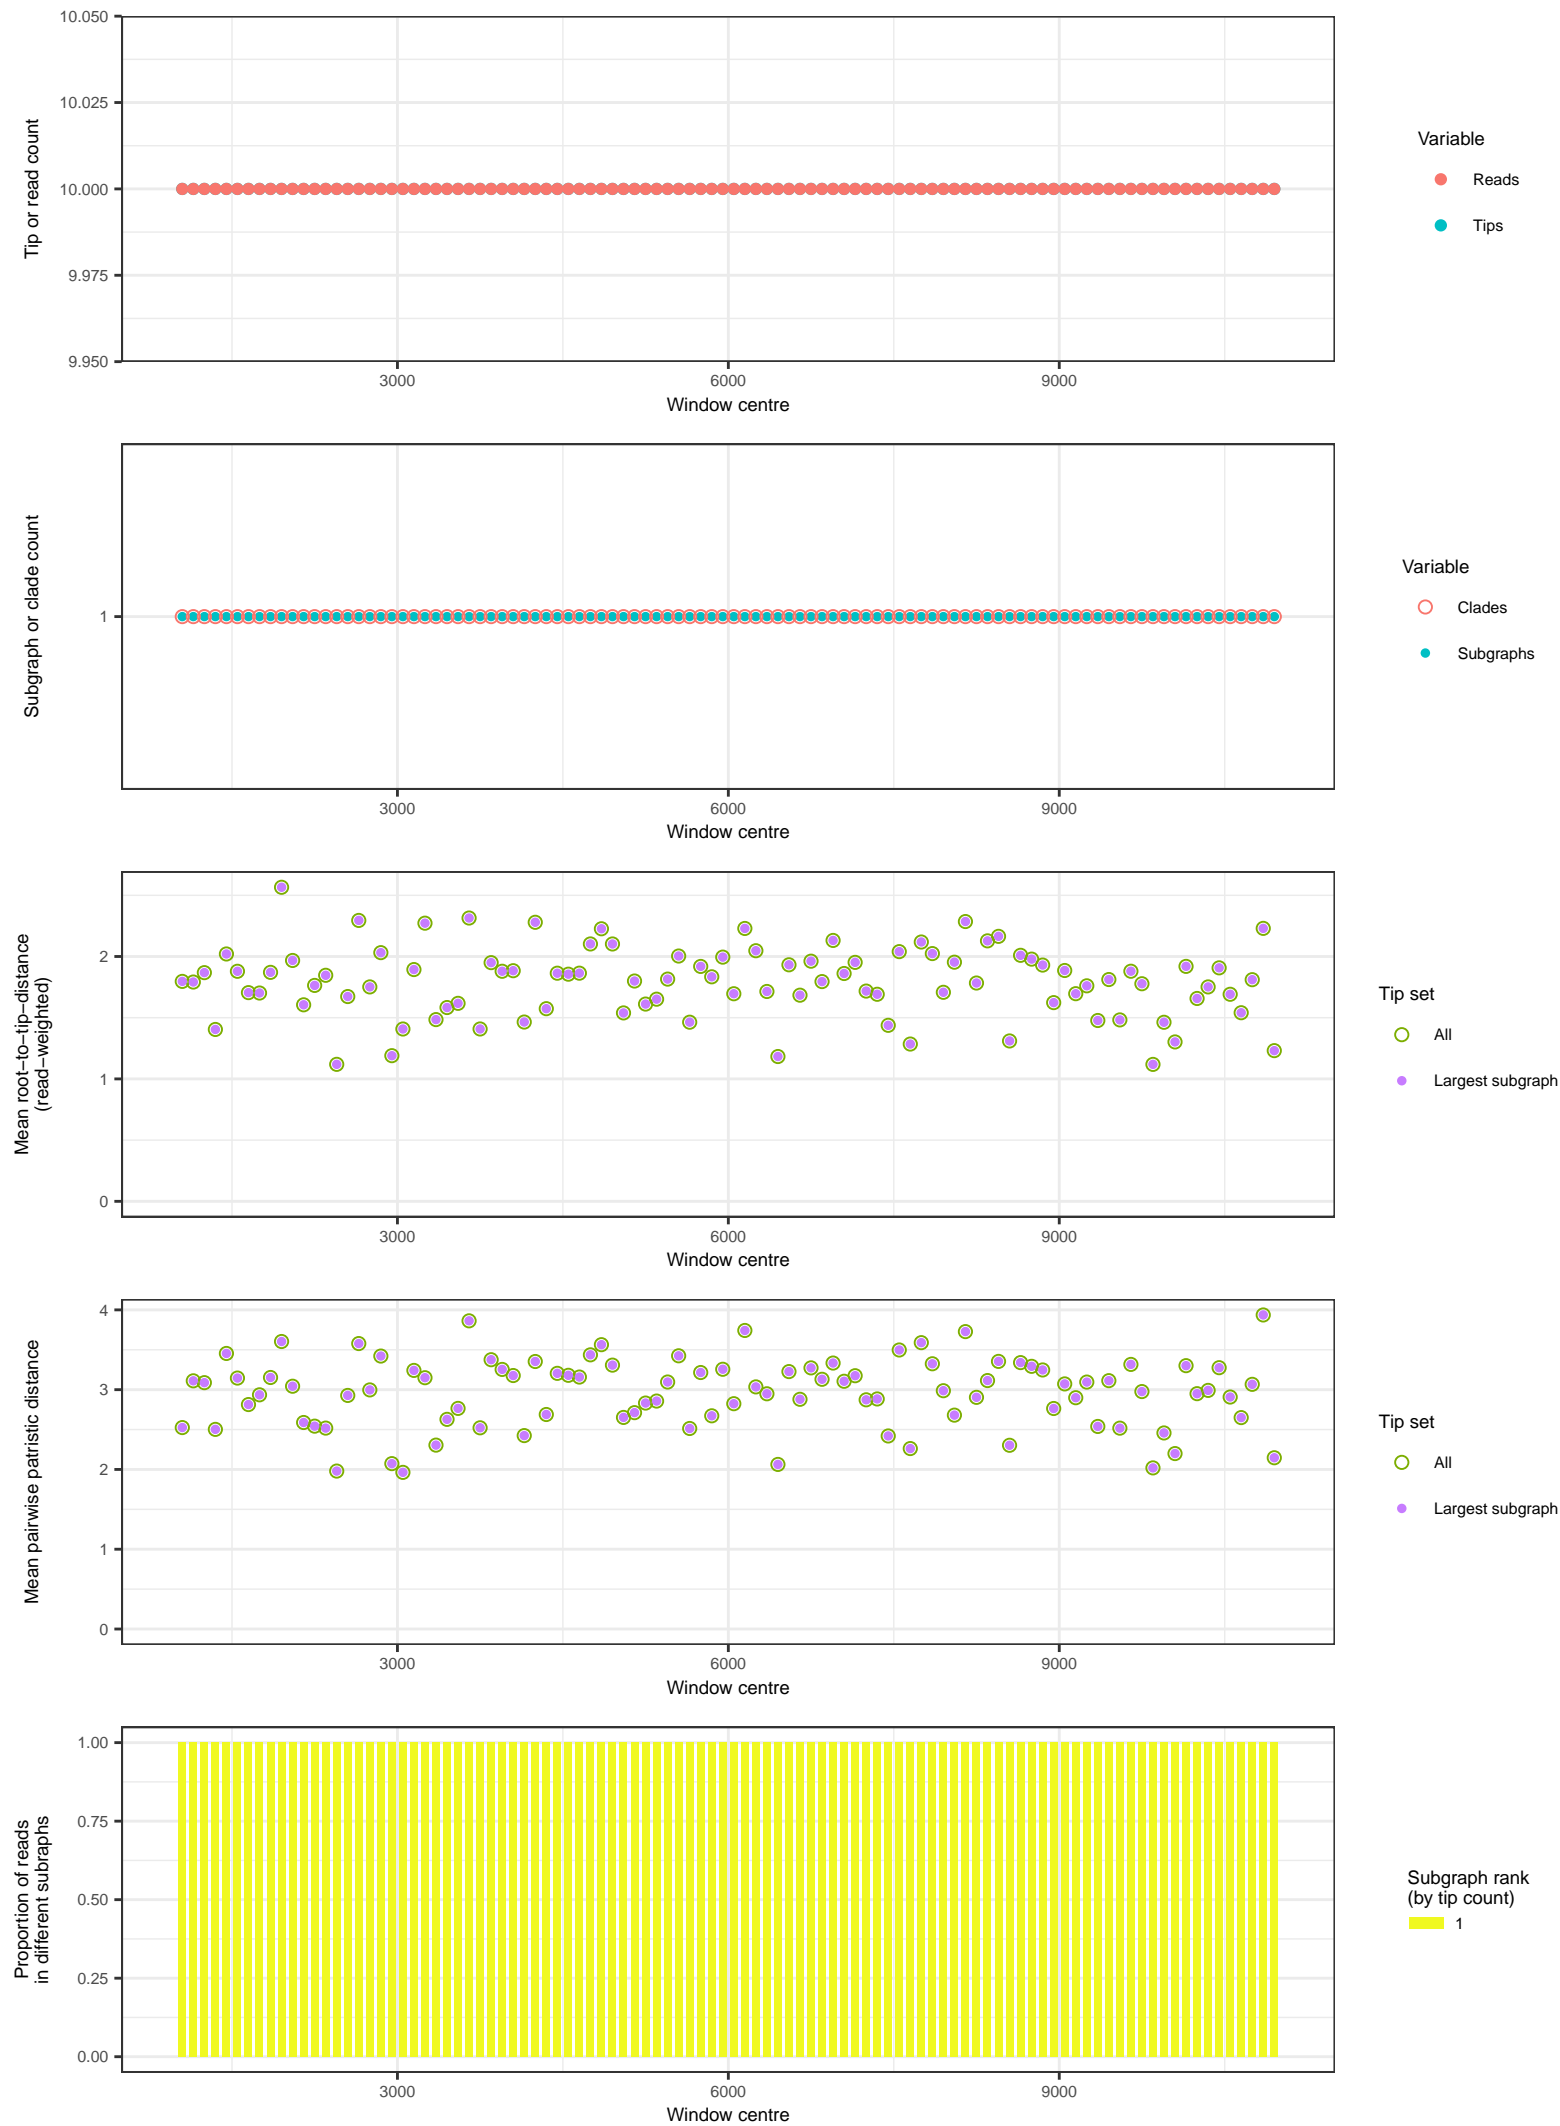 10.050
10.025
10.000
9.975
9.950
Tip or read count
3000 6000 9000
Window centre
Variable
Reads
Tips
1
Subgraph or clade count
3000 6000 9000
Window centre
Variable
Clades
Subgraphs
2
1
0
Mean root−to−tip−distance
(read−weighted)
3000 6000 9000
Window centre
Tip set
All
Largest subgraph
4
3
2
1
0
Mean pairwise patristic distance
3000 6000 9000
Window centre
Tip set
All
Largest subgraph
1.00
0.75
0.50
0.25
0.00
Proportion of reads
in different subraphs
3000 6000 9000
Window centre
Subgraph rank
(by tip count)
1